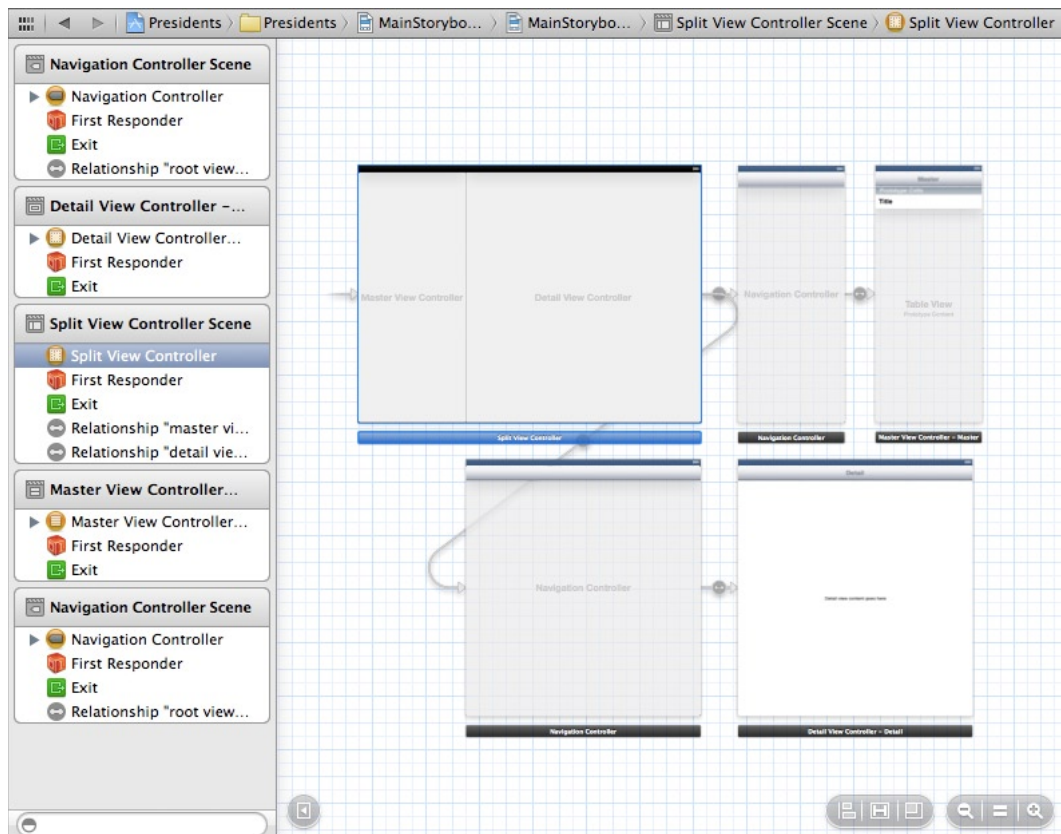 Presidents Presidents MainStorybo... MainStorybo... Split View Controller Scene Split View Controller
Navigation Controller Scene
Navigation Controller
First Responder
Exit
Relationship "root view...
Detail View Controller –...
Detail View Controller...
First Responder
Exit
Split View Controller Scene
Split View Controller
First Responder
Exit
Relationship "master vi...
Relationship "detail vie...
Master View Controller...
Master View Controller...
First Responder
Exit
Navigation Controller Scene
Navigation Controller
First Responder
Exit
Relationship "root view...
Master View Controller
Detail View Controller
Split View Controller
Navigation Controller
Navigation Controller
Master
Prototype Cells
Title
Table View
Prototype Content
Master View Controller – Master
Navigation Controller
Navigation Controller
Detail
Detail view content goes here
Detail View Controller – Detail